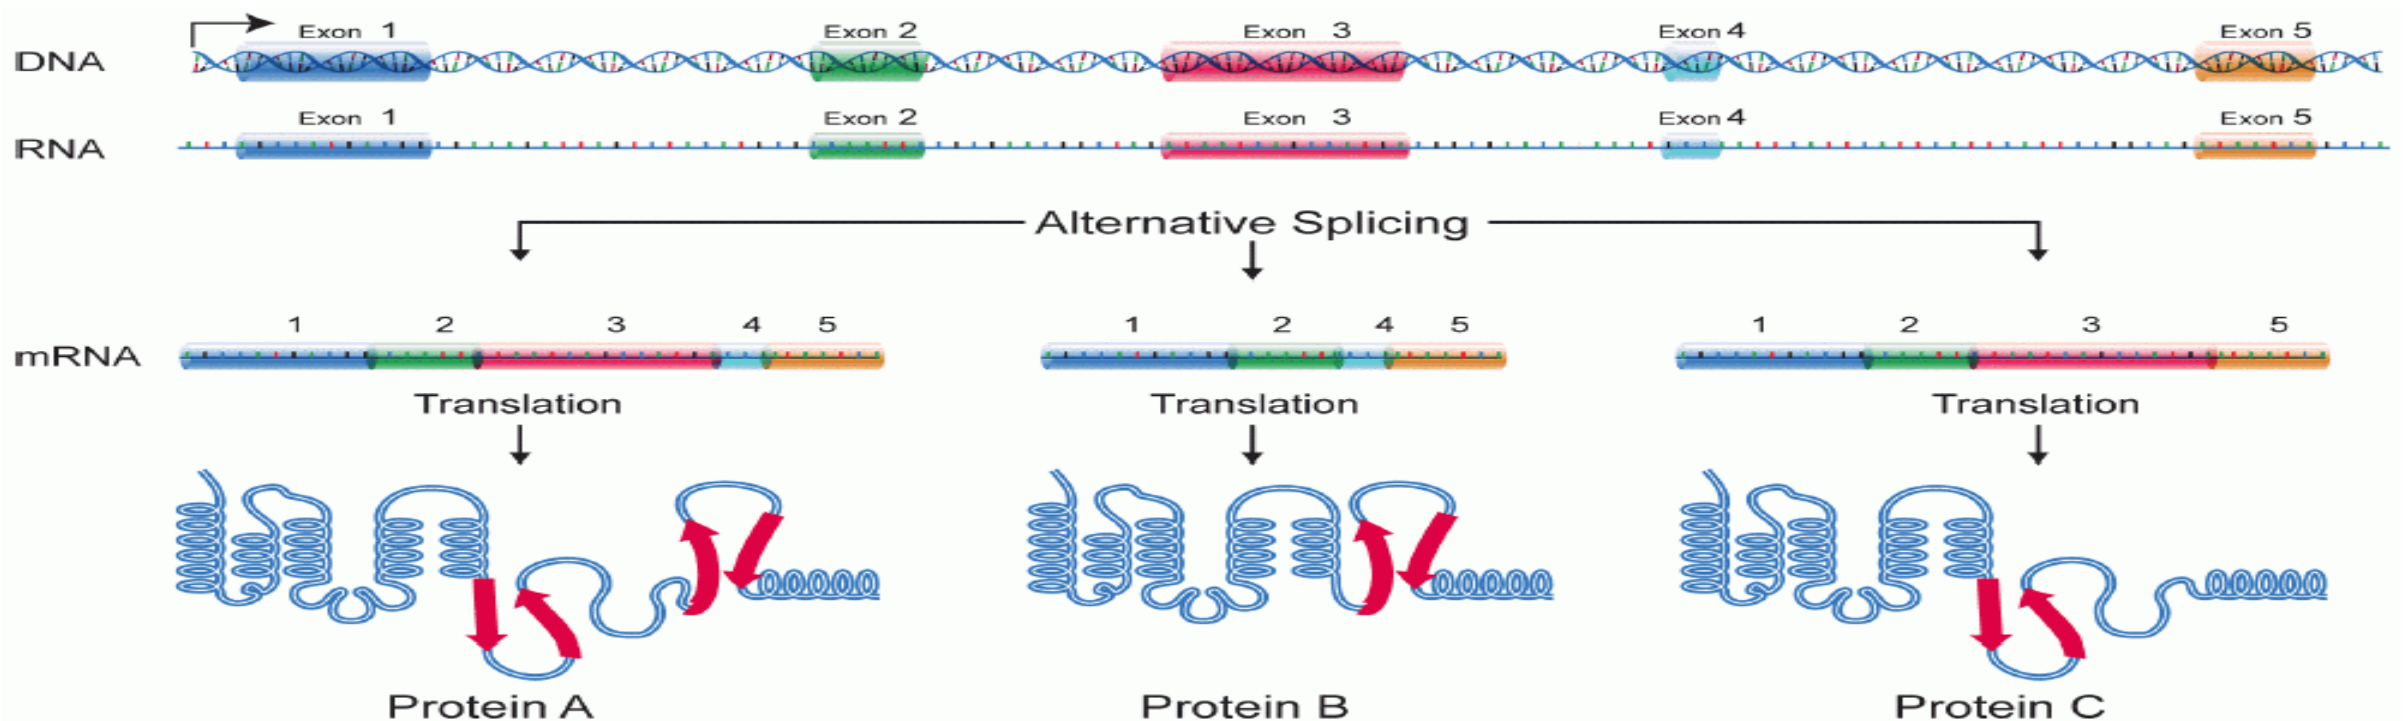 Exon 1 Exon 2 Exon 3 Exon 4 Exon 5
DNA
Exon 1 Exon 2 Exon 3 Exon 4 Exon 5
RNA
Alternative Splicing
1 2 3 4 5 1 2 4 5 1 2 3 5
mRNA
Translation Translation Translation
Protein A Protein B Protein C